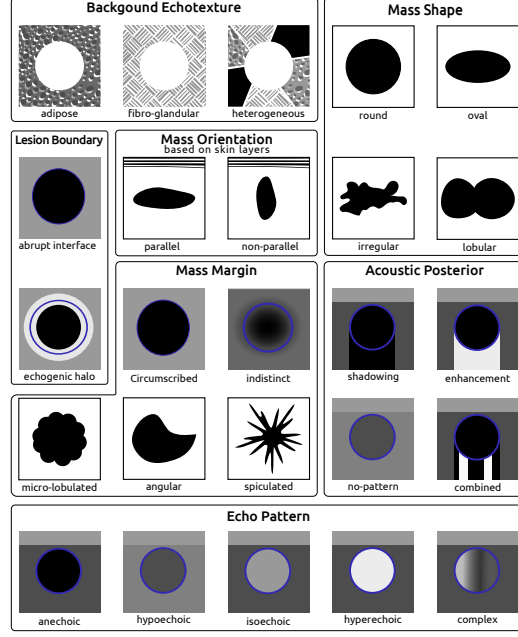 Backgound Echotexture
adipose
fibro-glandular
heterogeneous
Mass Shape
round
oval
irregular
lobular
Lesion Boundary
abrupt interface
echogenic halo
Mass Orientation
based on skin layers
parallel
non-parallel
Mass Margin
Circumscribed
indistinct
micro-lobulated
angular
spiculated
Acoustic Posterior
shadowing
enhancement
no-pattern
combined
Echo Pattern
anechoic
hypoechoic
isoechoic
hyperechoic
complex